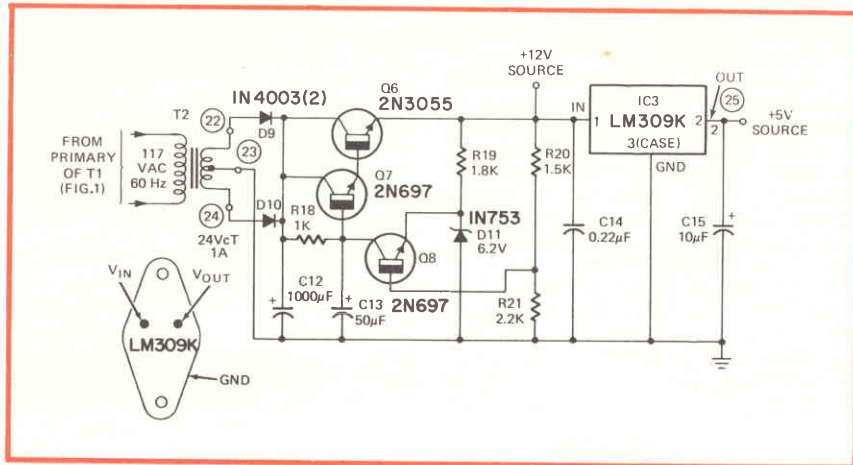 +12V
SOURCE
OUT
Q6
2N3055
IN4003(2)
T2
22
D9
IN
1
IC3
LM309K
2
2
25
+5V
SOURCE
3(CASE)
GND
FROM
PRIMARY
OF T1
(FIG.1)
117
VAC
60 Hz
23
Q7
2N697
R19
1.8K
R20
1.5K
24
D10
24VCT
1A
R18
1K
Q8
2N697
IN753
D11
6.2V
C14
0.22µF
C15
+
10µF
C12
+
1000µF
C13
+
50µF
R21
2.2K
VIN
VOUT
LM309K
GND